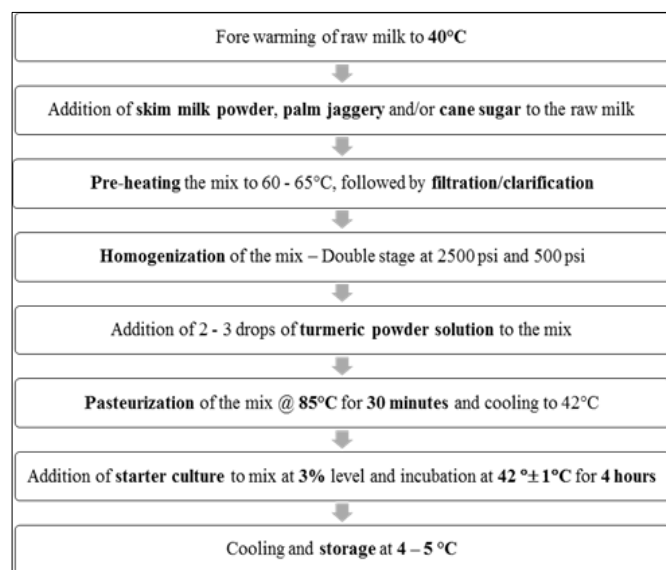 Fore warming of raw milk to 40°C
Addition of skim milk powder, palm jaggery and/or cane sugar to the raw milk
Pre-heating the mix to 60 - 65°C, followed by filtration/clarification
Homogenization of the mix – Double stage at 2500 psi and 500 psi
Addition of 2 - 3 drops of turmeric powder solution to the mix
Pasteurization of the mix @ 85°C for 30 minutes and cooling to 42°C
Addition of starter culture to mix at 3% level and incubation at 42 °± 1°C for 4 hours
Cooling and storage at 4 – 5 °C